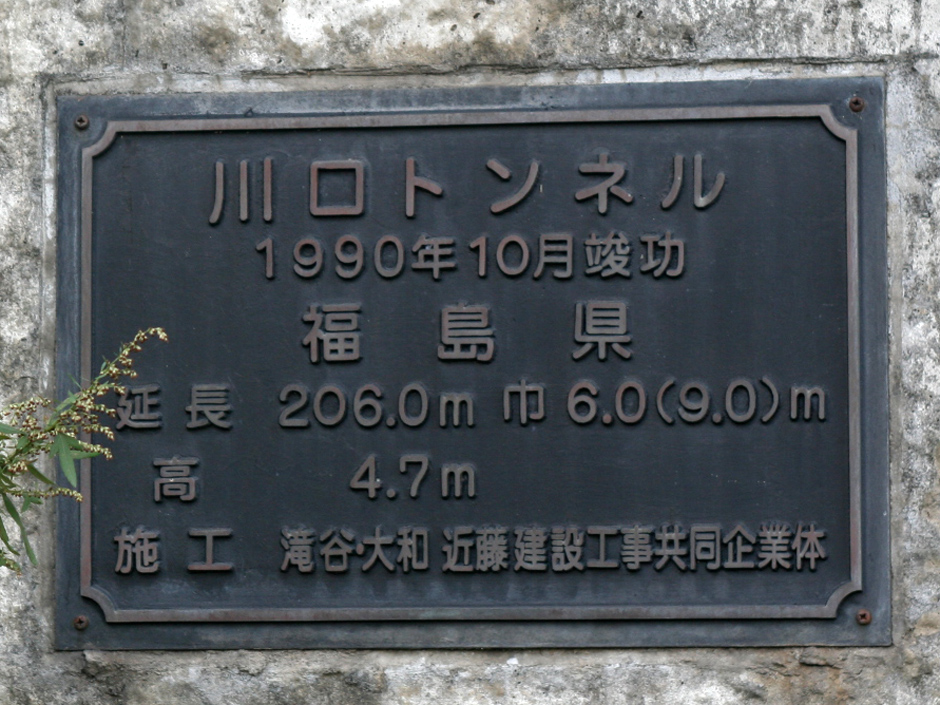 川口トンネル
1990年10月竣功
福島県
延長 206.0m 巾 6.0(9.0)m
高 4.7m
施工 滝谷・大和 近藤建設工事共同企業体